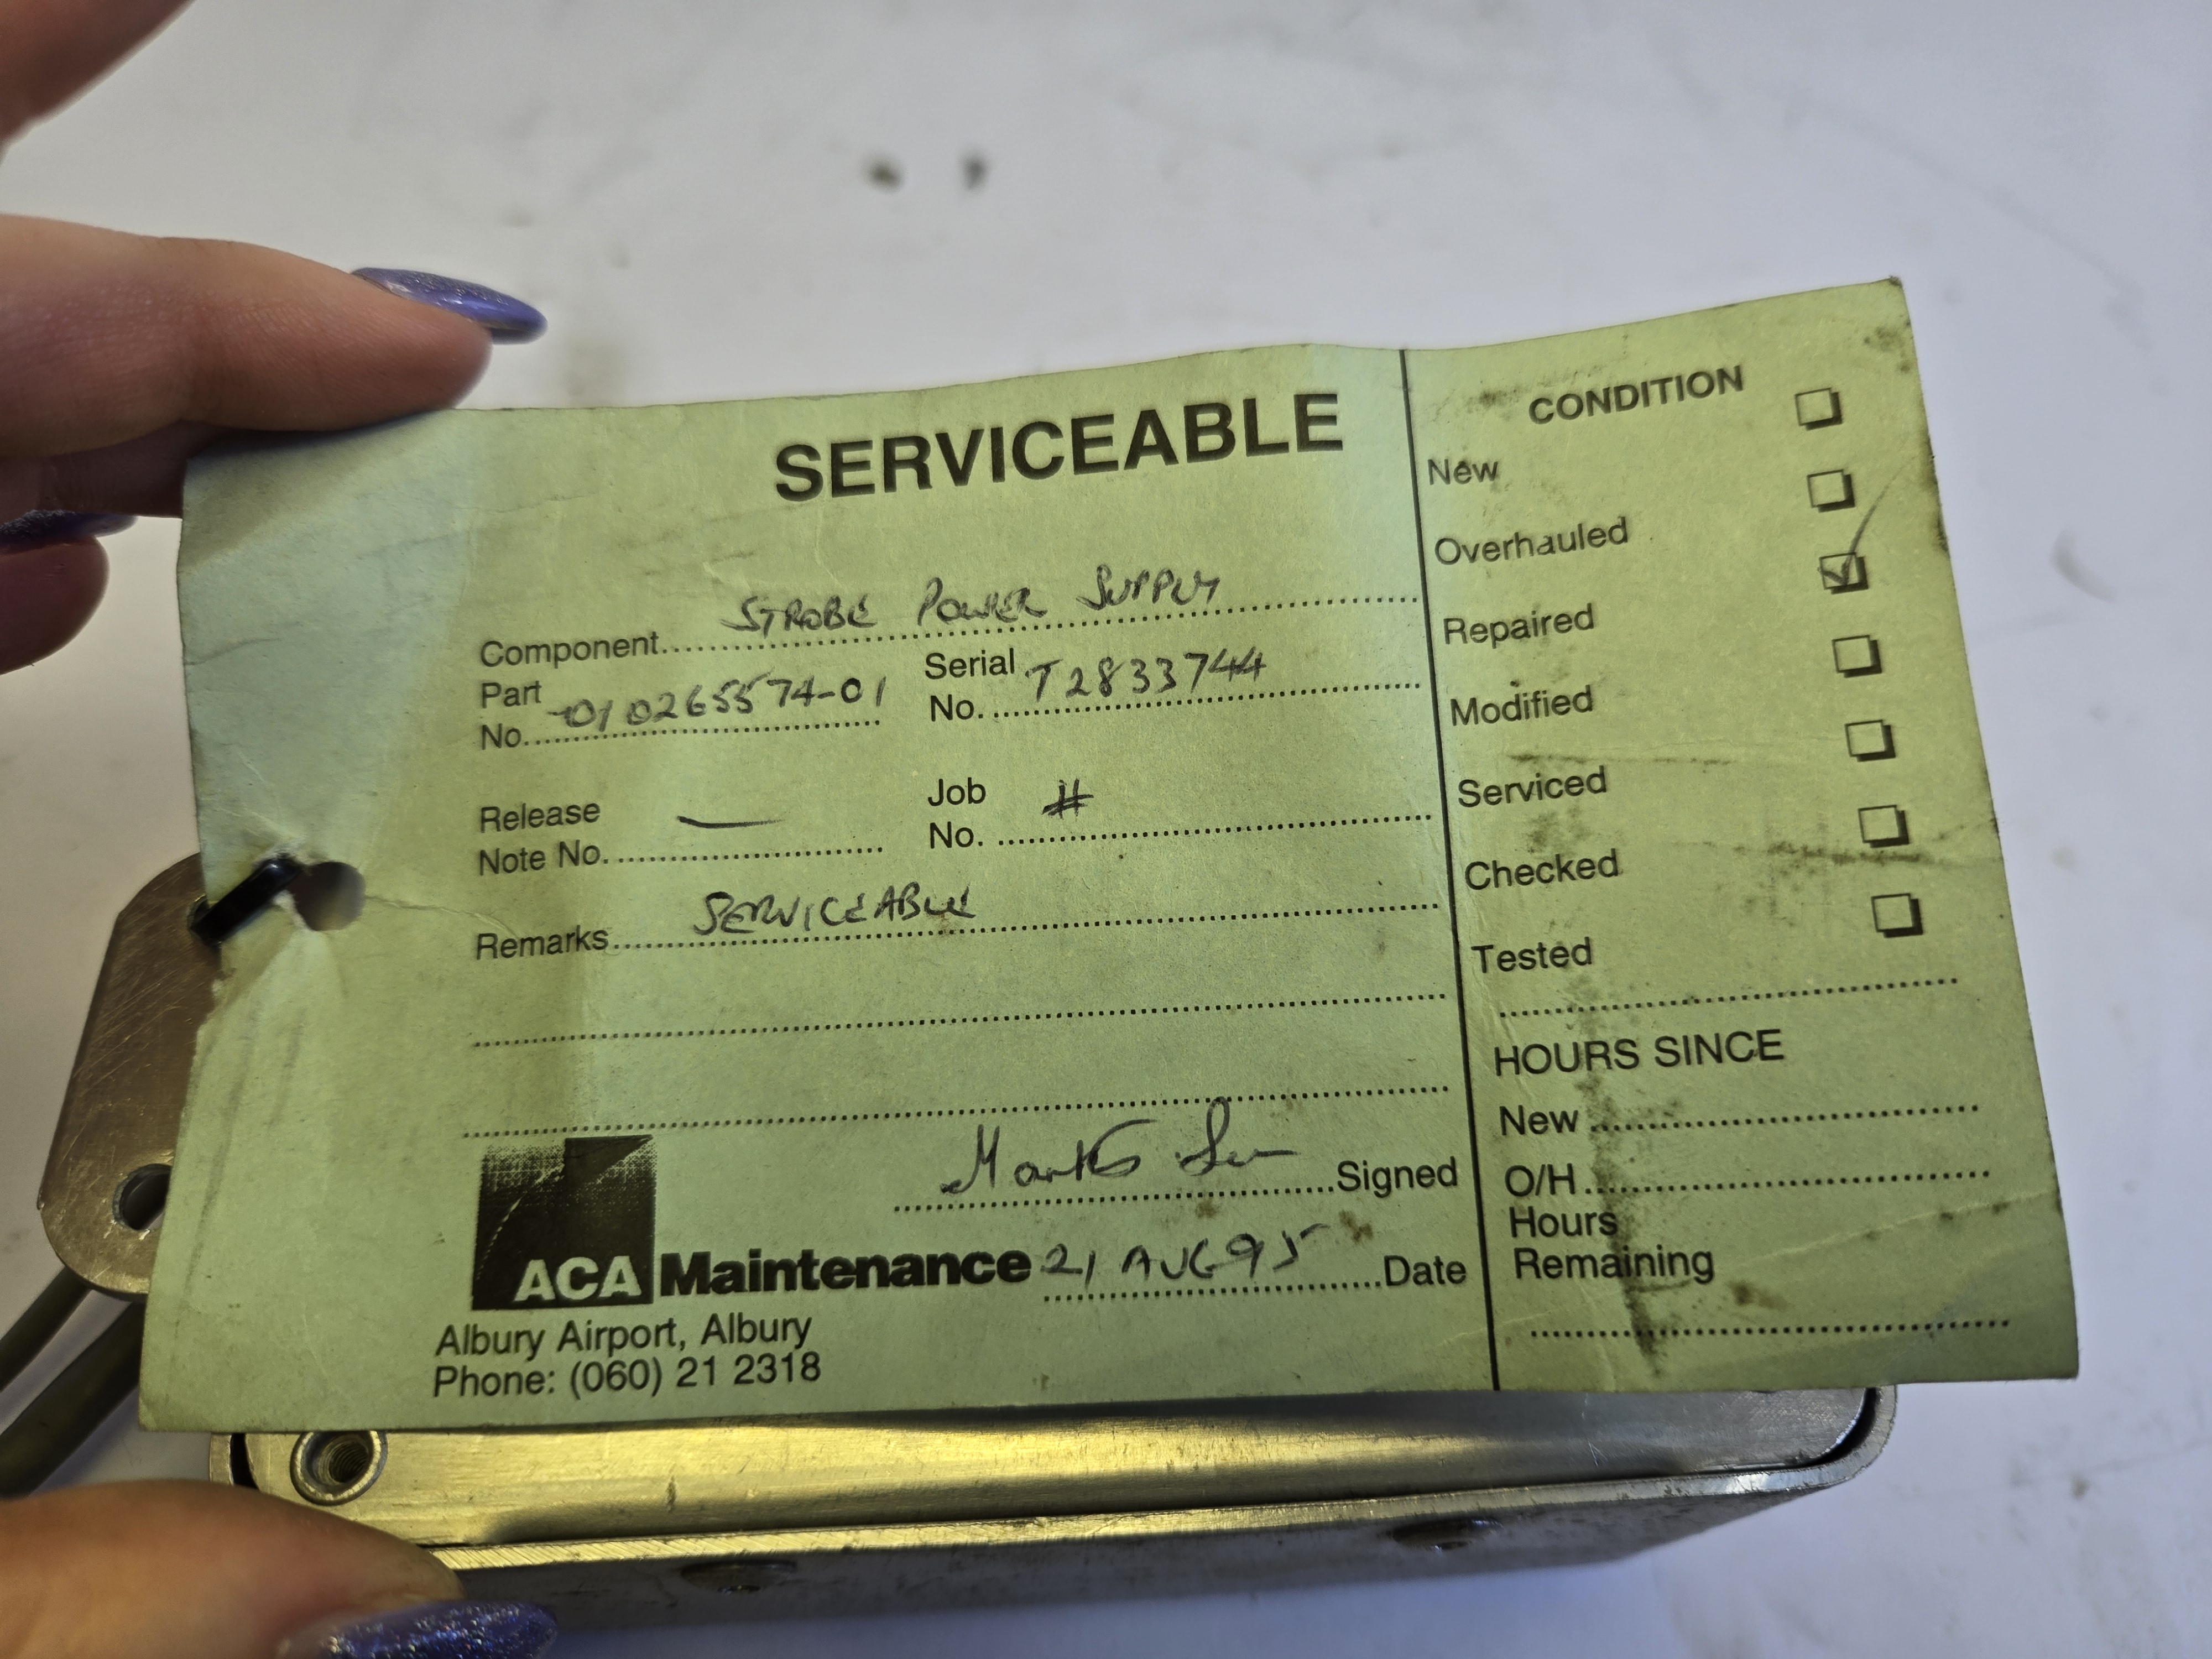 SERVICEABLE
Component STROBE POWER SUPPLY
Part No. 010265574-01
Serial No. T2833744
Release Note No. —
Job No. #
Remarks SERVICEABLE
Signed
21 AUG 95 Date
ACA Maintenance
Albury Airport, Albury
Phone: (060) 21 2318
CONDITION
New
Overhauled
Repaired
Modified
Serviced
Checked
Tested
HOURS SINCE
New
O/H
Hours
Remaining